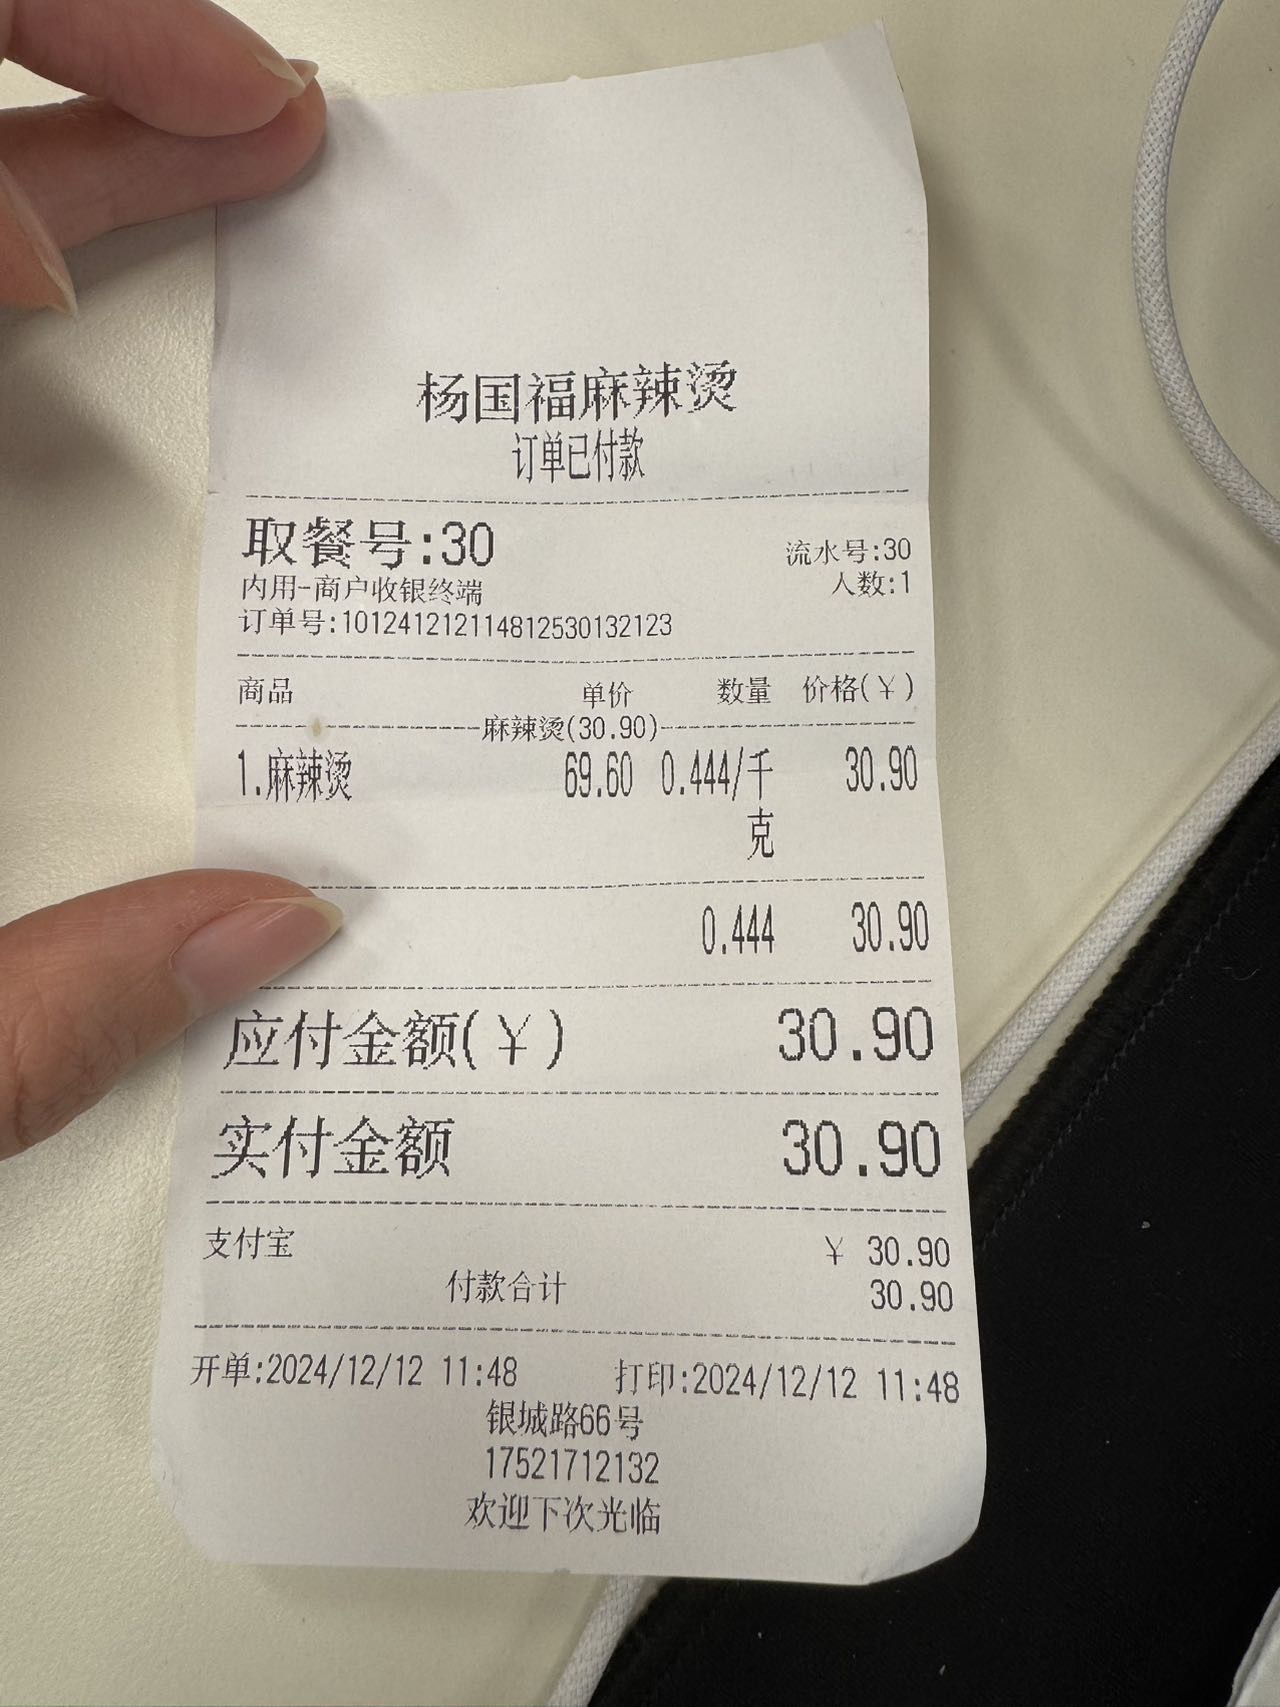 杨国福麻辣烫
订单已付款
取餐号:30
流水号:30
内用-商户收银终端
人数:1
订单号:101241212114812530132123
商品 单价 数量 价格(¥)
麻辣烫(30.90)
1.麻辣烫 69.60 0.444/千 30.90
克
0.444 30.90
应付金额(¥) 30.90
实付金额 30.90
支付宝 ¥ 30.90
付款合计 30.90
开单:2024/12/12 11:48 打印:2024/12/12 11:48
银城路66号
17521712132
欢迎下次光临